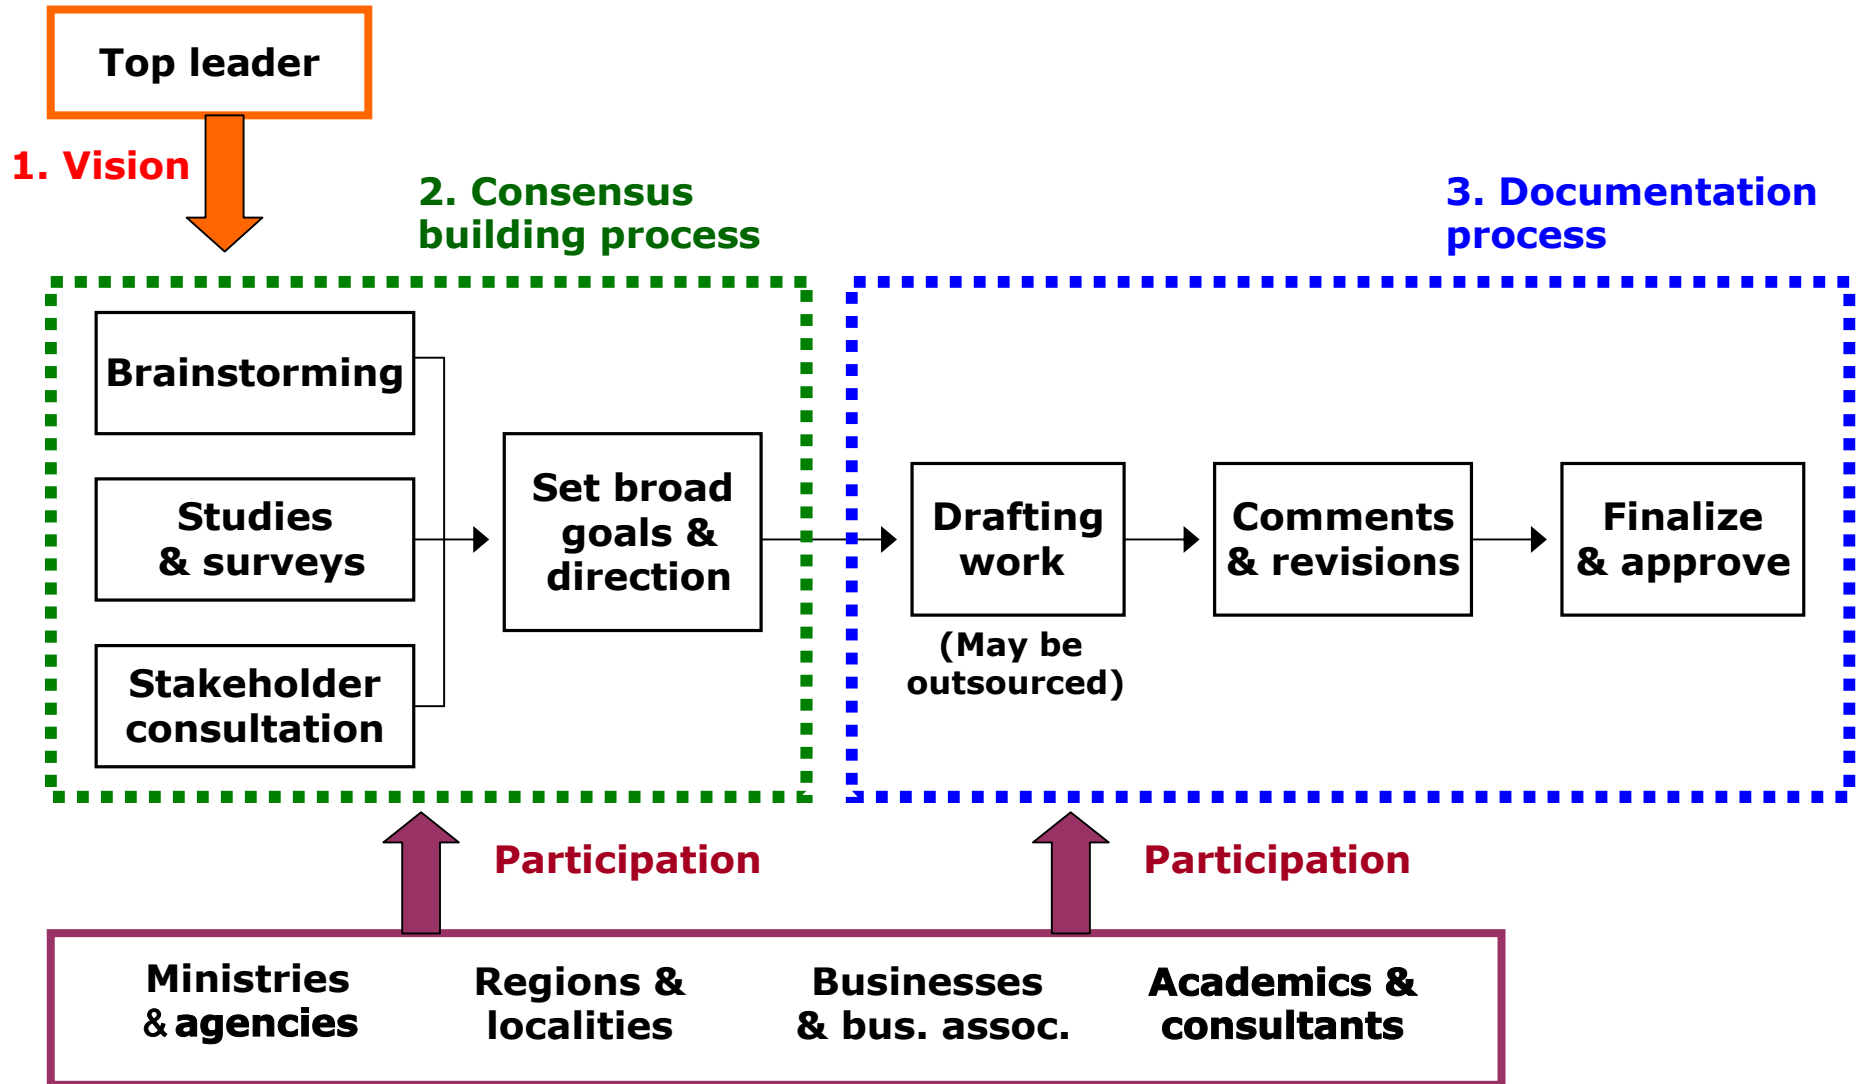 Top leader
1. Vision
2. Consensus
building process
3. Documentation
process
Brainstorming
Studies
& surveys
Stakeholder
consultation
Set broad
goals &
direction
Drafting
work
(May be
outsourced)
Comments
& revisions
Finalize
& approve
Participation
Participation
Ministries
& agencies
Regions &
localities
Businesses
& bus. assoc.
Academics &
consultants